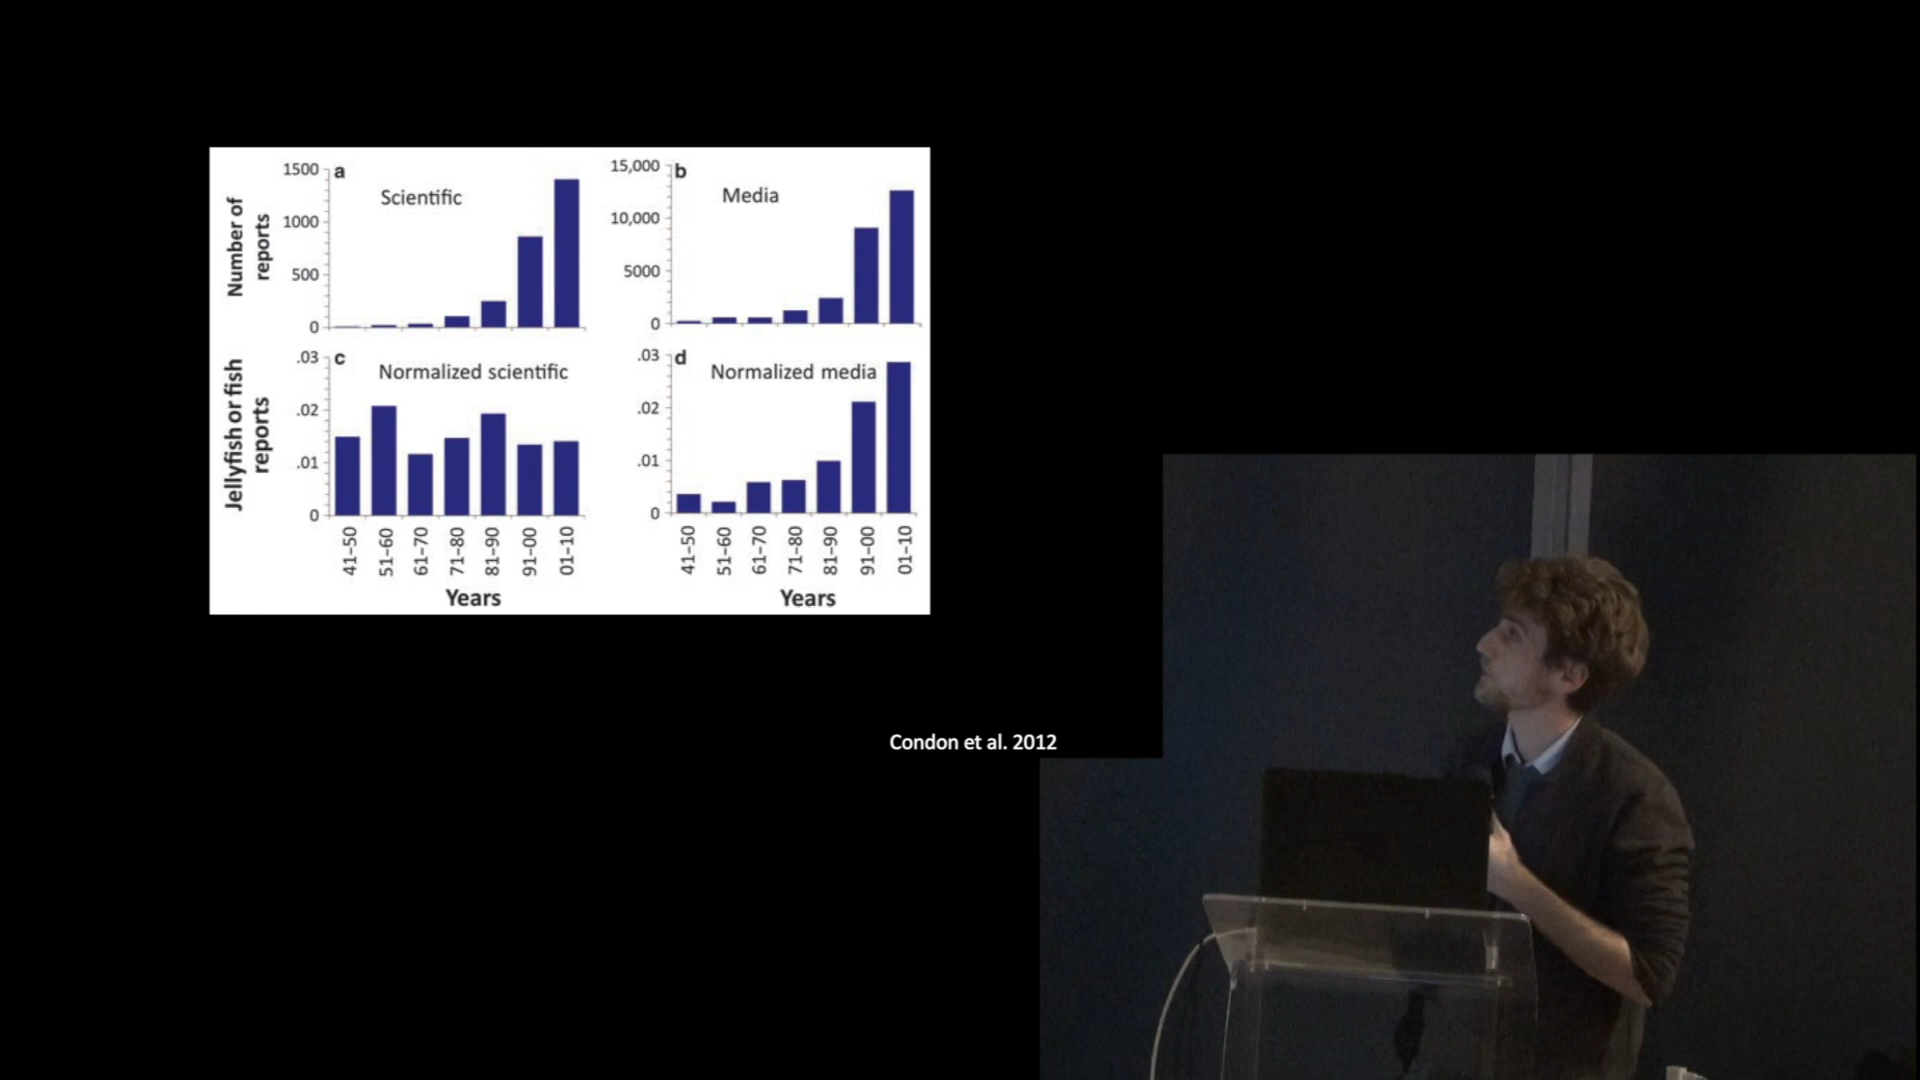 a
Scientific
Number of
reports
1500
1000
500
0
b
Media
15,000
10,000
5000
0
c
Normalized scientific
Jellyfish or fish
reports
.03
.02
.01
0
41-50
51-60
61-70
71-80
81-90
91-00
01-10
Years
d
Normalized media
.03
.02
.01
0
41-50
51-60
61-70
71-80
81-90
91-00
01-10
Years
Condon et al. 2012